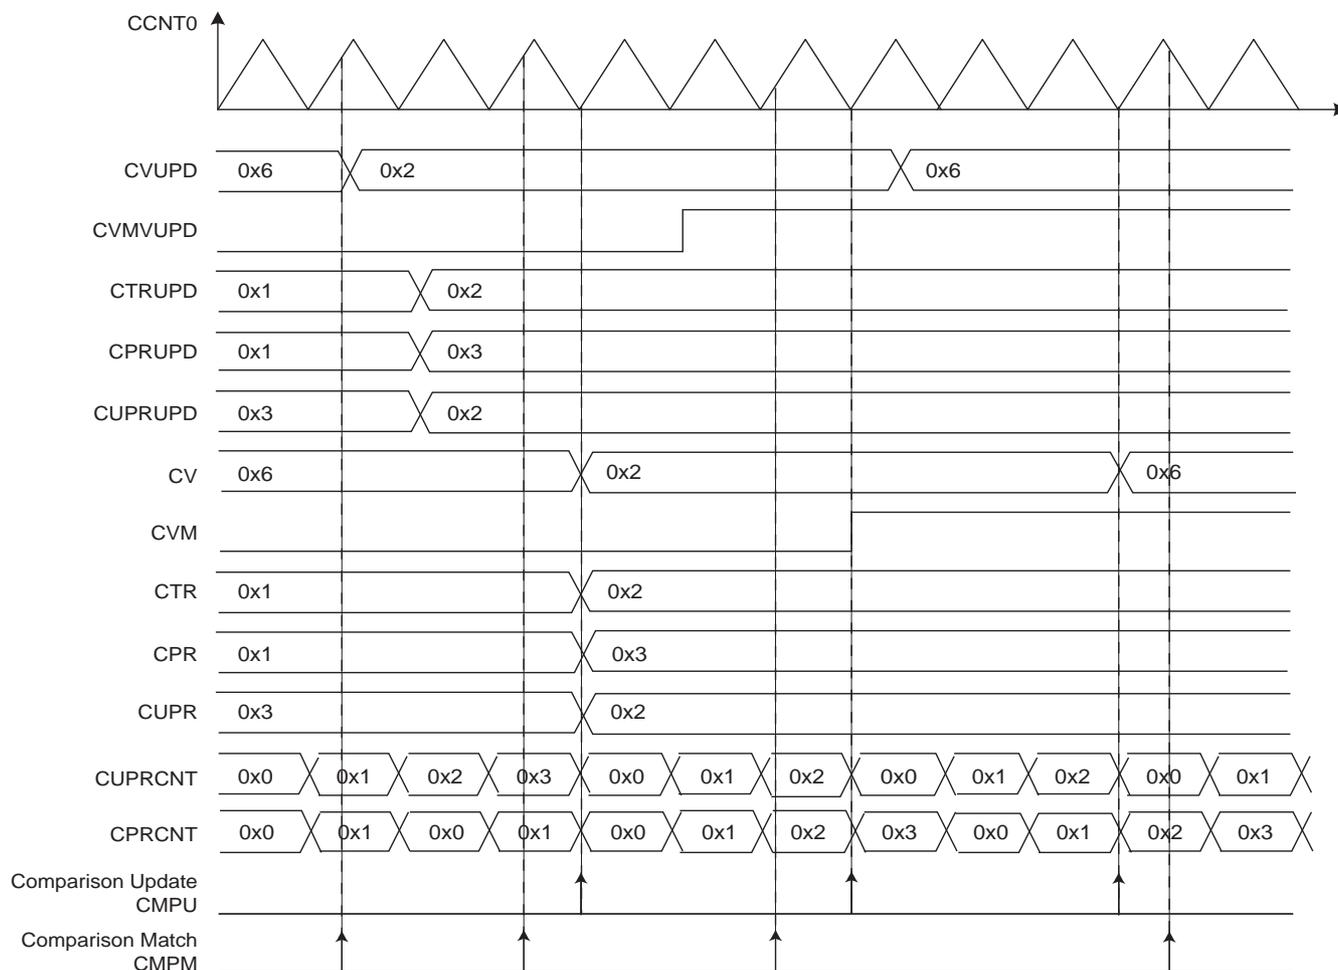 CCNT0
CVUPD 0x6 0x2 0x6
CVMVUPD
CTRUPD 0x1 0x2
CPRUPD 0x1 0x3
CUPRUPD 0x3 0x2
CV 0x6 0x2 0x6
CVM
CTR 0x1 0x2
CPR 0x1 0x3
CUPR 0x3 0x2
CUPRCNT 0x0 0x1 0x2 0x3 0x0 0x1 0x2 0x0 0x1 0x2 0x0 0x1
CPRCNT 0x0 0x1 0x0 0x1 0x0 0x1 0x2 0x3 0x0 0x1 0x2 0x3
Comparison Update
CMPU
Comparison Match
CMPM